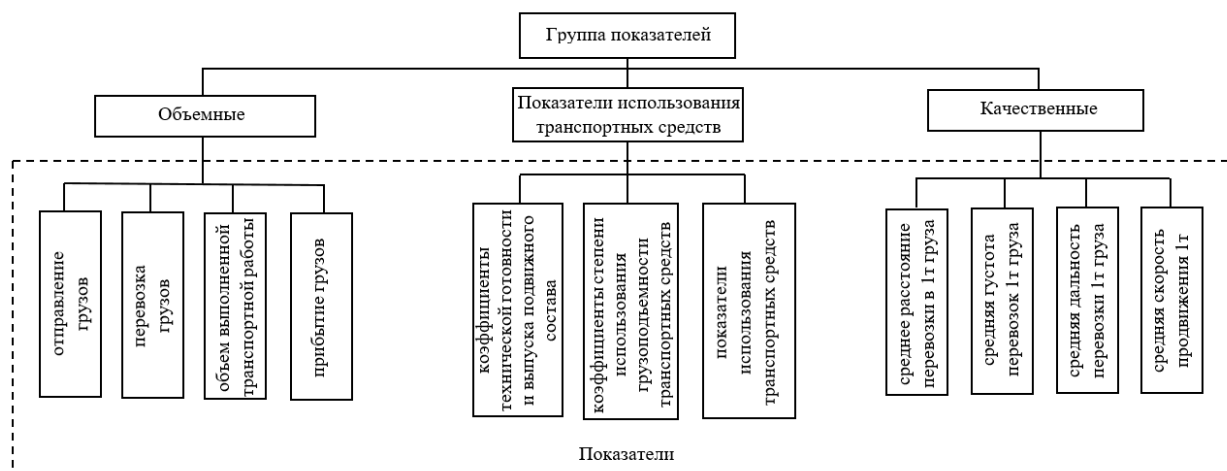 Группа показателей
Объемные
Показатели использования
транспортных средств
Качественные
отправление
грузов
перевозка
грузов
объем выполненной
транспортной работы
прибытие грузов
коэффициенты
технической готовности
и выпуска подвижного
состава
коэффициенты степени
использования
грузоподьемности
транспортных средств
показатели
использования
транспортных средств
среднее расстояние
перевозки в 1т груза
средняя густота
перевозок 1т груза
средняя дальность
перевозки 1т груза
средняя скорость
продвижения 1т
Показатели